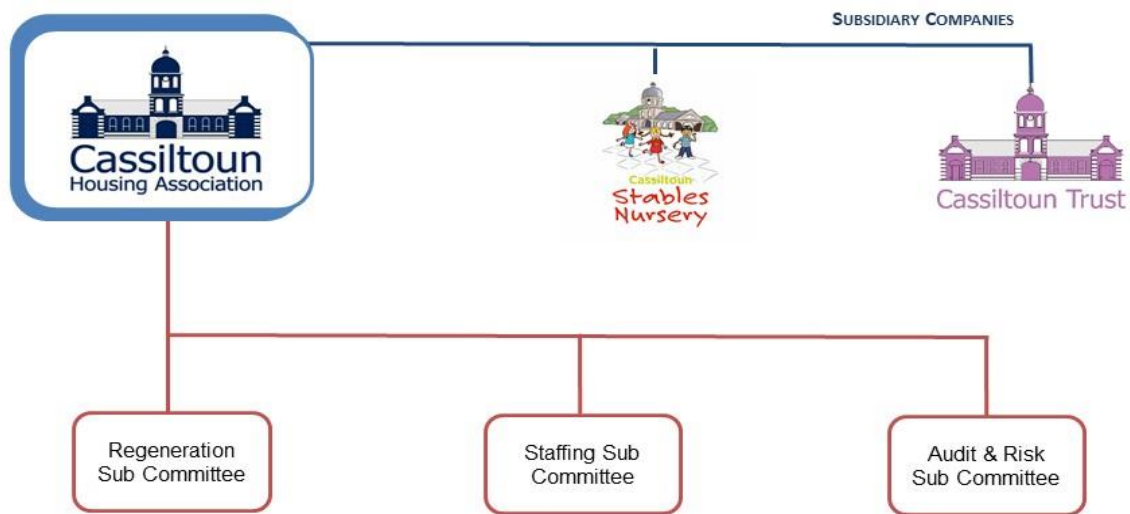 SUBSIDIARY COMPANIES
Cassiltoun
Housing Association
Cassiltoun
Stables
Nursery
Cassiltoun Trust
Regeneration
Sub Committee
Staffing Sub
Committee
Audit & Risk
Sub Committee